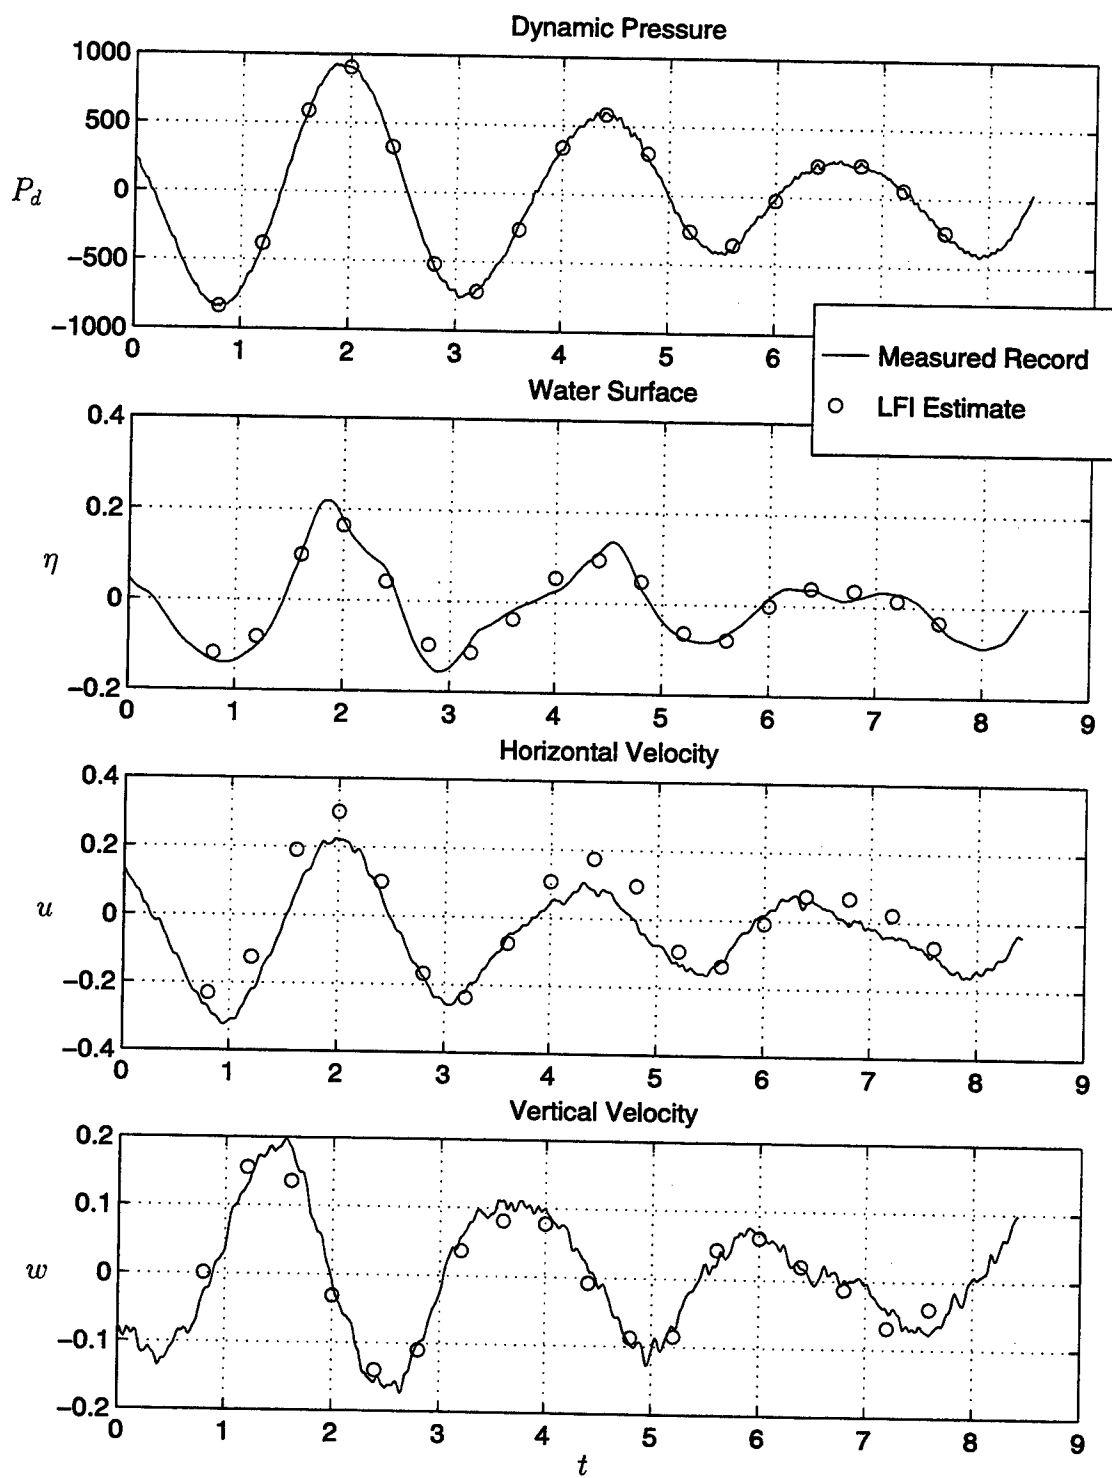 Dynamic Pressure
1000
500
0
−500
−1000
P_d
0 1 2 3 4 5 6
Measured Record
LFI Estimate
Water Surface
0.4
0.2
0
−0.2
η
0 1 2 3 4 5 6 7 8 9
Horizontal Velocity
0.4
0.2
0
−0.2
−0.4
u
0 1 2 3 4 5 6 7 8 9
Vertical Velocity
0.2
0.1
0
−0.1
−0.2
w
0 1 2 3 4 5 6 7 8 9
t